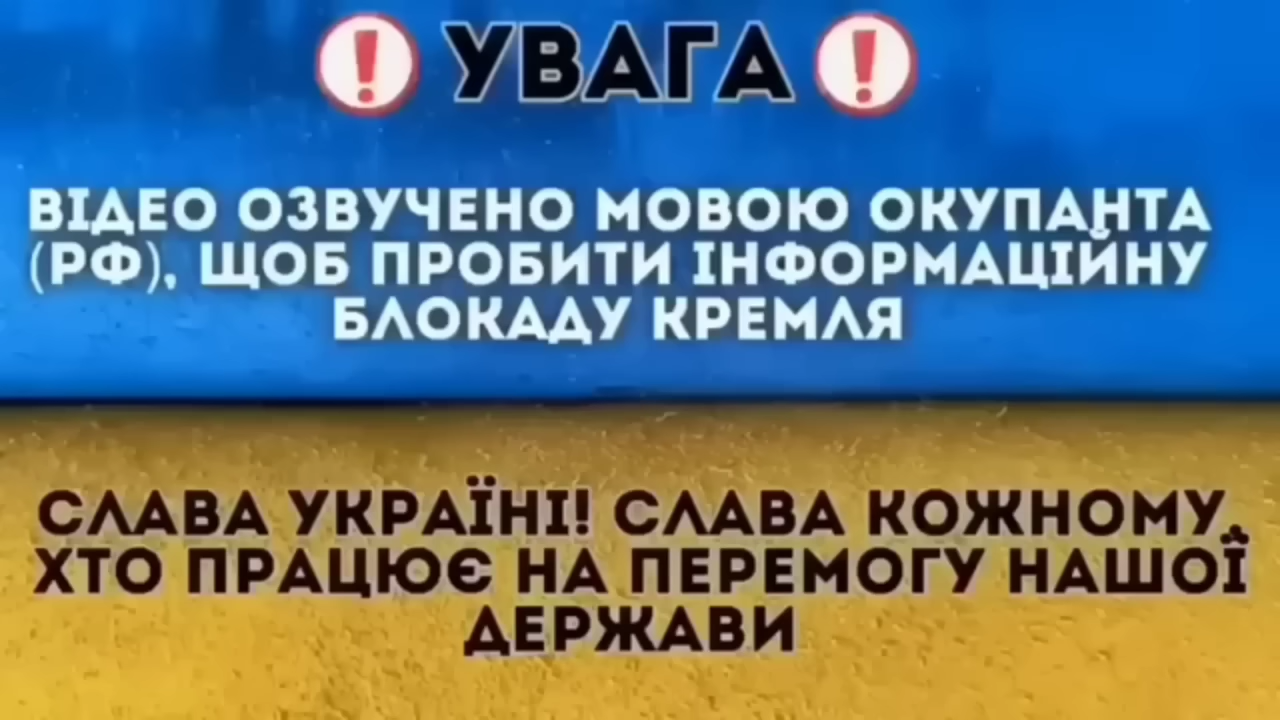 ❗ УВАГА ❗
ВІДЕО ОЗВУЧЕНО МОВОЮ ОКУПАНТА
(РФ), ЩОБ ПРОБИТИ ІНФОРМАЦІЙНУ
БЛОКАДУ КРЕМЛЯ
СЛАВА УКРАЇНІ! СЛАВА КОЖНОМУ,
ХТО ПРАЦЮЄ НА ПЕРЕМОГУ НАШОЇ
ДЕРЖАВИ